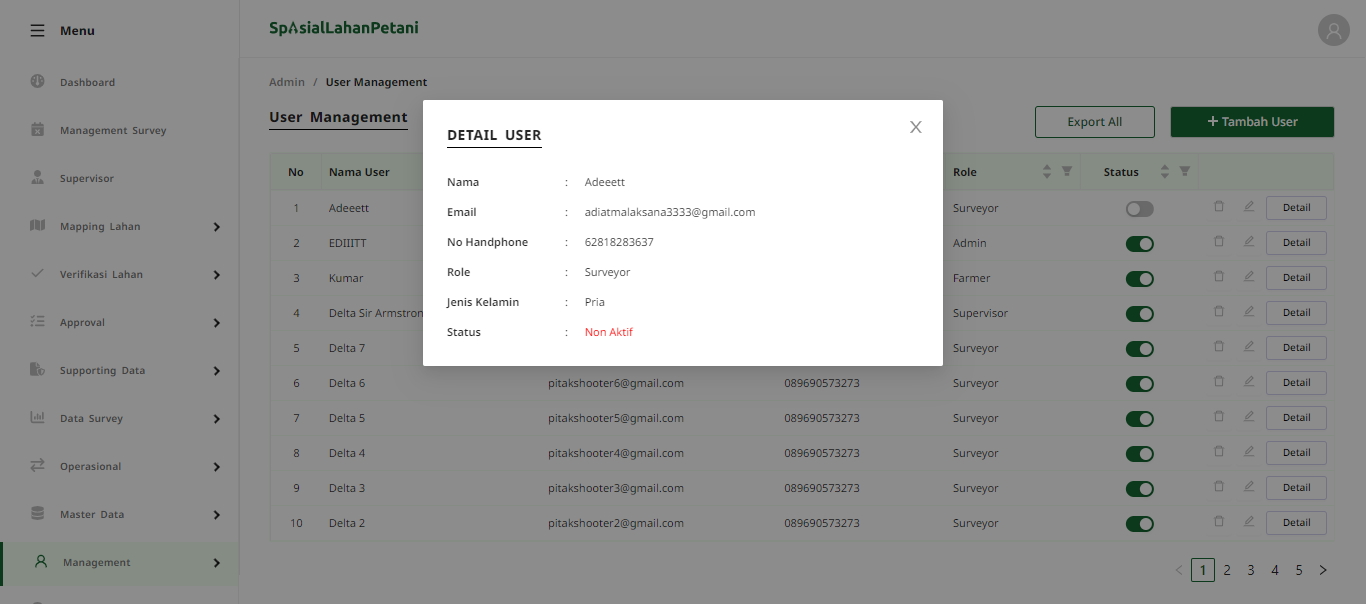 Menu
SpAsialLahanPetani
Dashboard
Management Survey
Supervisor
Mapping Lahan
Verifikasi Lahan
Approval
Supporting Data
Data Survey
Operasional
Master Data
Management
Admin / User Management
User Management
Export All
+ Tambah User
No Nama User Role Status
1 Adeeett Surveyor Detail
2 EDIIITT Admin Detail
3 Kumar Farmer Detail
4 Delta Sir Armstron Supervisor Detail
5 Delta 7 Surveyor Detail
6 Delta 6 pitakshooter6@gmail.com 089690573273 Surveyor Detail
7 Delta 5 pitakshooter5@gmail.com 089690573273 Surveyor Detail
8 Delta 4 pitakshooter4@gmail.com 089690573273 Surveyor Detail
9 Delta 3 pitakshooter3@gmail.com 089690573273 Surveyor Detail
10 Delta 2 pitakshooter2@gmail.com 089690573273 Surveyor Detail
< 1 2 3 4 5 >
DETAIL USER X
Nama : Adeeett
Email : adiatmalaksana3333@gmail.com
No Handphone : 62818283637
Role : Surveyor
Jenis Kelamin : Pria
Status : Non Aktif